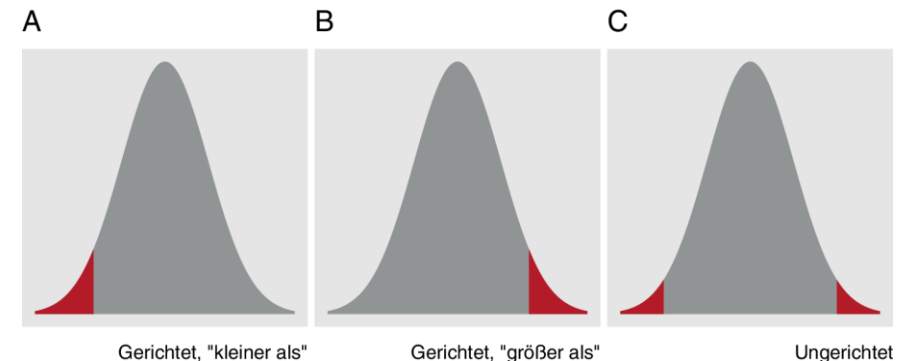 A
B
C
Gerichtet, "kleiner als"
Gerichtet, "größer als"
Ungerichtet